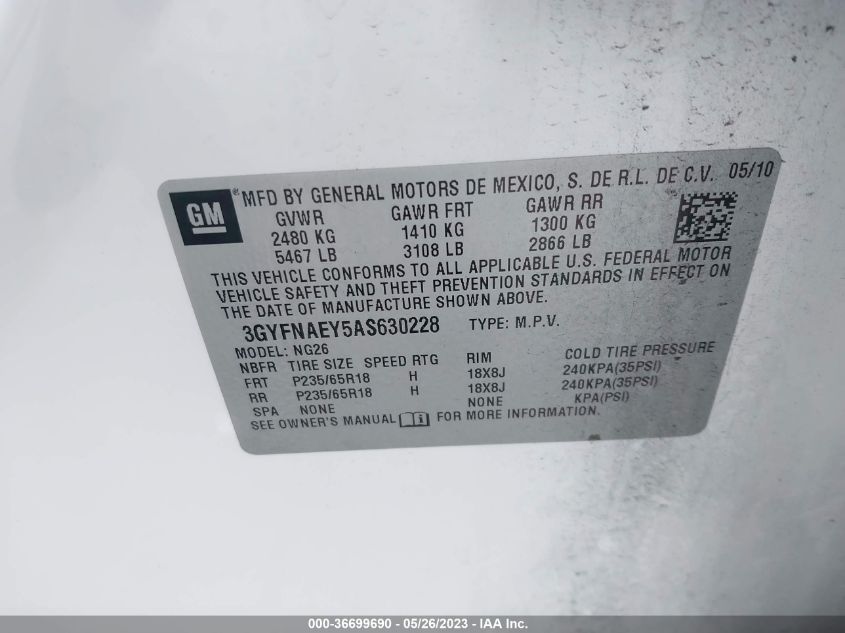 GM ® MFD BY GENERAL MOTORS DE MEXICO, S. DE R.L. DE C.V. 05/10
GVWR GAWR FRT GAWR RR
2480 KG 1410 KG 1300 KG
5467 LB 3108 LB 2866 LB
THIS VEHICLE CONFORMS TO ALL APPLICABLE U.S. FEDERAL MOTOR
VEHICLE SAFETY AND THEFT PREVENTION STANDARDS IN EFFECT ON
THE DATE OF MANUFACTURE SHOWN ABOVE.
3GYFNAEY5AS630228 TYPE: M.P.V.
MODEL: NG26
NBFR TIRE SIZE SPEED RTG RIM COLD TIRE PRESSURE
FRT P235/65R18 H 18X8J 240KPA(35PSI)
RR P235/65R18 H 18X8J 240KPA(35PSI)
SPA NONE NONE KPA(PSI)
SEE OWNER'S MANUAL FOR MORE INFORMATION.
000-36699690 - 05/26/2023 - IAA Inc.